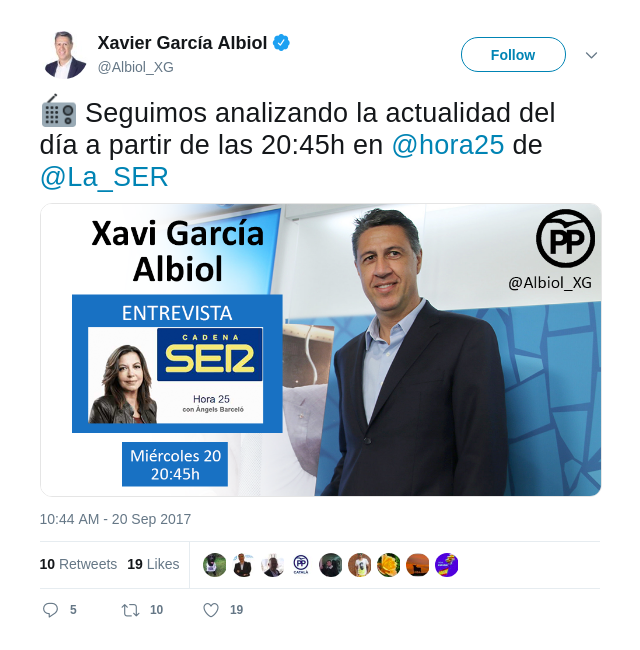 Xavier García Albiol
@Albiol_XG
Follow
📻 Seguimos analizando la actualidad del
día a partir de las 20:45h en @hora25 de
@La_SER
Xavi García
Albiol
PP
@Albiol_XG
ENTREVISTA
CADENA
SER
Hora 25
con Àngels Barceló
Miércoles 20
20:45h
10:44 AM - 20 Sep 2017
10 Retweets 19 Likes
PP
CATALÀ
5 10 19